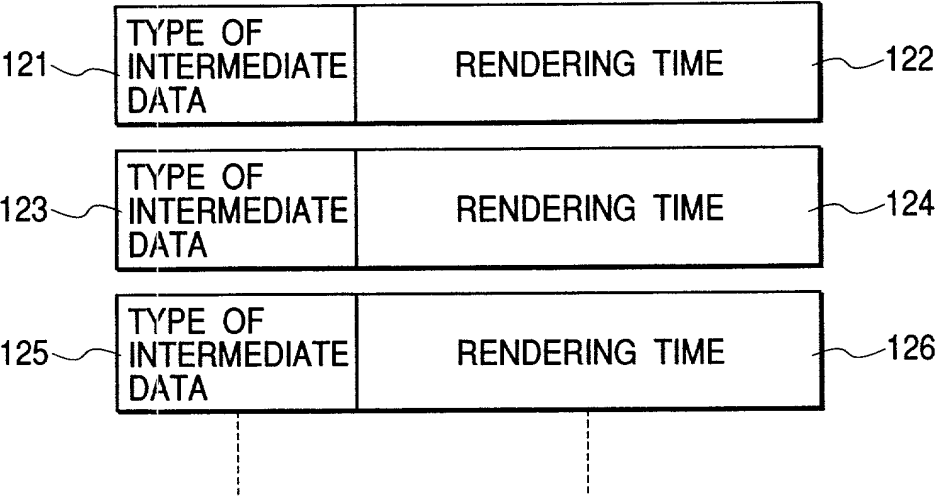 TYPE OF
INTERMEDIATE
DATA
RENDERING TIME
121
122
TYPE OF
INTERMEDIATE
DATA
RENDERING TIME
123
124
TYPE OF
INTERMEDIATE
DATA
RENDERING TIME
125
126